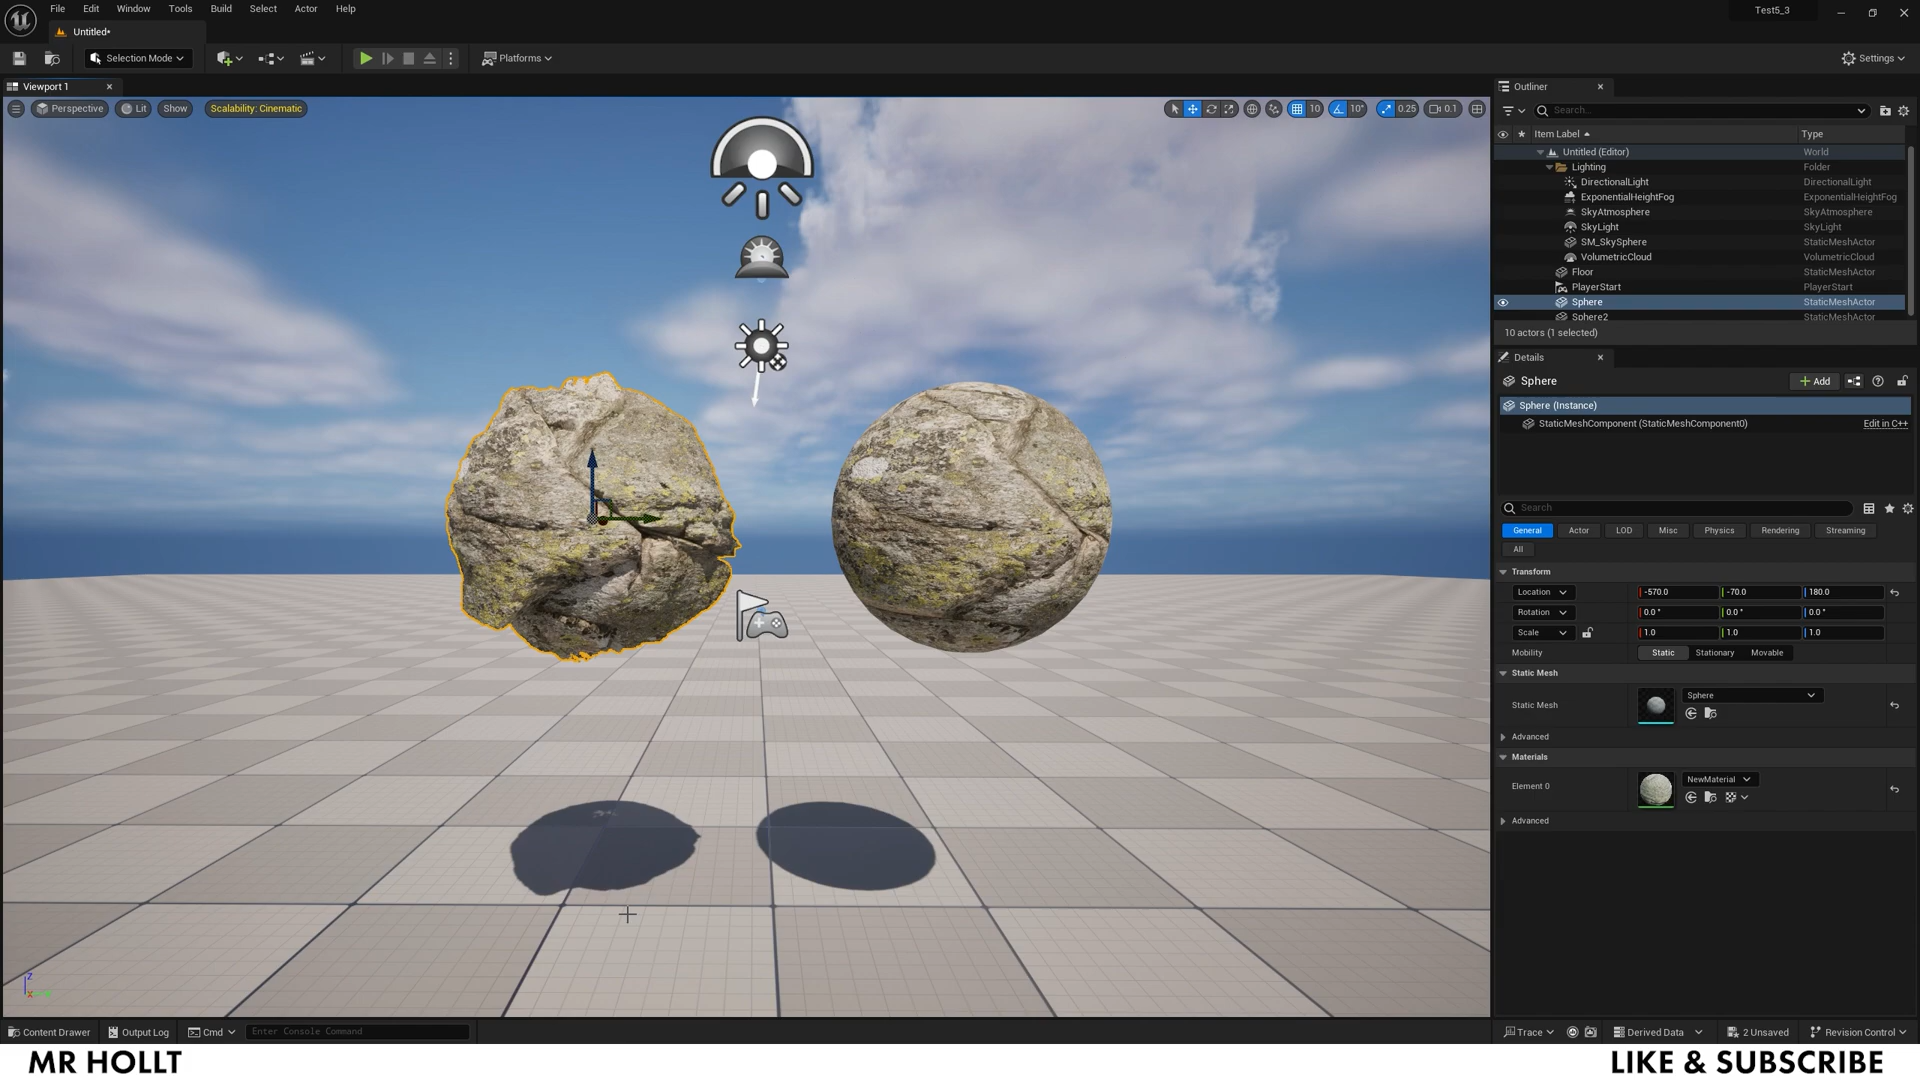 File Edit Window Tools Build Select Actor Help
Test5_3
Untitled*
Selection Mode
Platforms
Settings
Viewport 1
Perspective
Lit
Show
Scalability: Cinematic
10
10°
0.25
0.1
Outliner
Search...
Item Label
Type
Untitled (Editor) World
Lighting Folder
DirectionalLight DirectionalLight
ExponentialHeightFog ExponentialHeightFog
SkyAtmosphere SkyAtmosphere
SkyLight SkyLight
SM_SkySphere StaticMeshActor
VolumetricCloud VolumetricCloud
Floor StaticMeshActor
PlayerStart PlayerStart
Sphere StaticMeshActor
Sphere2 StaticMeshActor
10 actors (1 selected)
Details
Sphere
Add
Sphere (Instance)
StaticMeshComponent (StaticMeshComponent0) Edit in C++
Search
General Actor LOD Misc Physics Rendering Streaming
All
Transform
Location -570.0 -70.0 180.0
Rotation 0.0 ° 0.0 ° 0.0 °
Scale 1.0 1.0 1.0
Mobility Static Stationary Movable
Static Mesh
Static Mesh Sphere
Advanced
Materials
Element 0 NewMaterial
Advanced
Z
X
Content Drawer Output Log Cmd Enter Console Command
Trace Derived Data 2 Unsaved Revision Control
MR HOLLT
LIKE & SUBSCRIBE